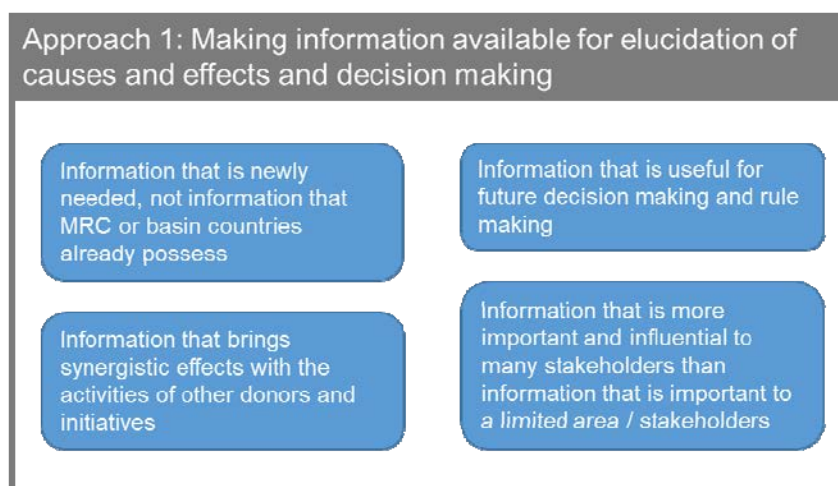 Approach 1: Making information available for elucidation of
causes and effects and decision making
Information that is newly
needed, not information that
MRC or basin countries
already possess
Information that is useful for
future decision making and rule
making
Information that brings
synergistic effects with the
activities of other donors and
initiatives
Information that is more
important and influential to
many stakeholders than
information that is important to
a limited area / stakeholders